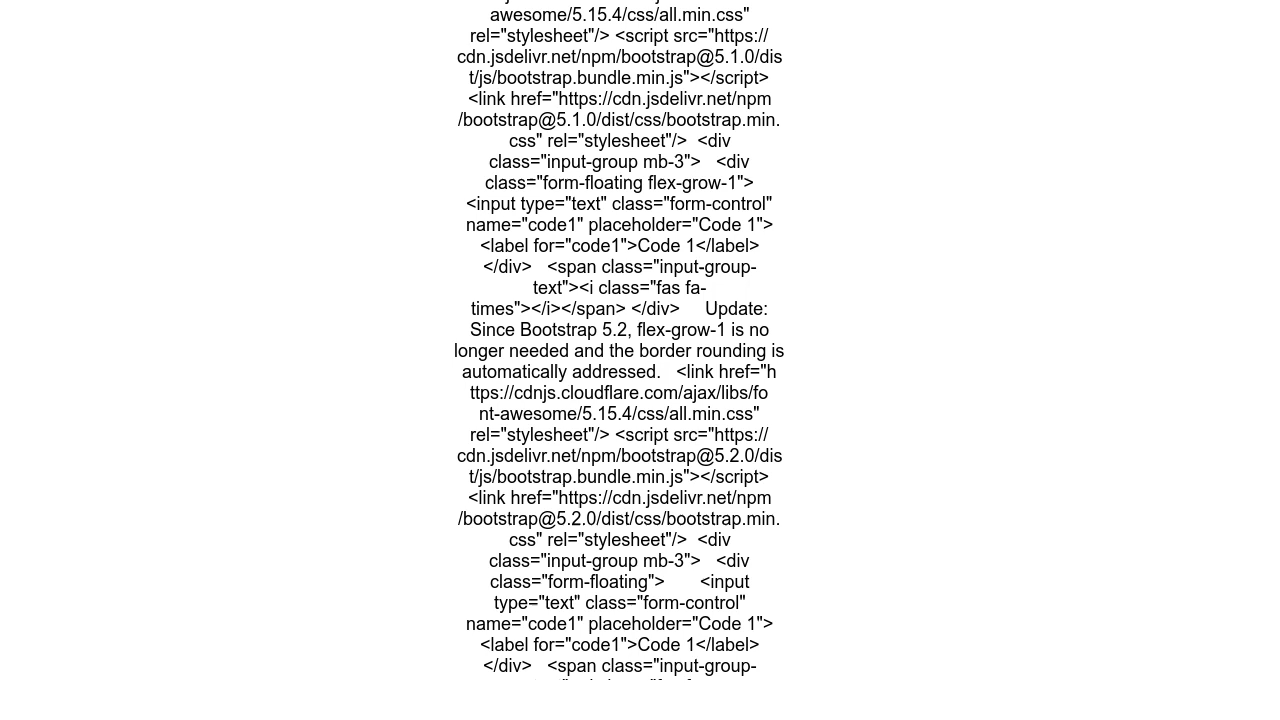 awesome/5.15.4/css/all.min.css"
rel="stylesheet"/> <script src="https://
cdn.jsdelivr.net/npm/bootstrap@5.1.0/dis
t/js/bootstrap.bundle.min.js"></script>
<link href="https://cdn.jsdelivr.net/npm
/bootstrap@5.1.0/dist/css/bootstrap.min.
css" rel="stylesheet"/>  <div
class="input-group mb-3">   <div
class="form-floating flex-grow-1">
<input type="text" class="form-control"
name="code1" placeholder="Code 1">
<label for="code1">Code 1</label>
</div>   <span class="input-group-
text"><i class="fas fa-
times"></i></span> </div>     Update:
Since Bootstrap 5.2, flex-grow-1 is no
longer needed and the border rounding is
automatically addressed.   <link href="h
ttps://cdnjs.cloudflare.com/ajax/libs/fo
nt-awesome/5.15.4/css/all.min.css"
rel="stylesheet"/> <script src="https://
cdn.jsdelivr.net/npm/bootstrap@5.2.0/dis
t/js/bootstrap.bundle.min.js"></script>
<link href="https://cdn.jsdelivr.net/npm
/bootstrap@5.2.0/dist/css/bootstrap.min.
css" rel="stylesheet"/>  <div
class="input-group mb-3">   <div
class="form-floating">       <input
type="text" class="form-control"
name="code1" placeholder="Code 1">
<label for="code1">Code 1</label>
</div>   <span class="input-group-